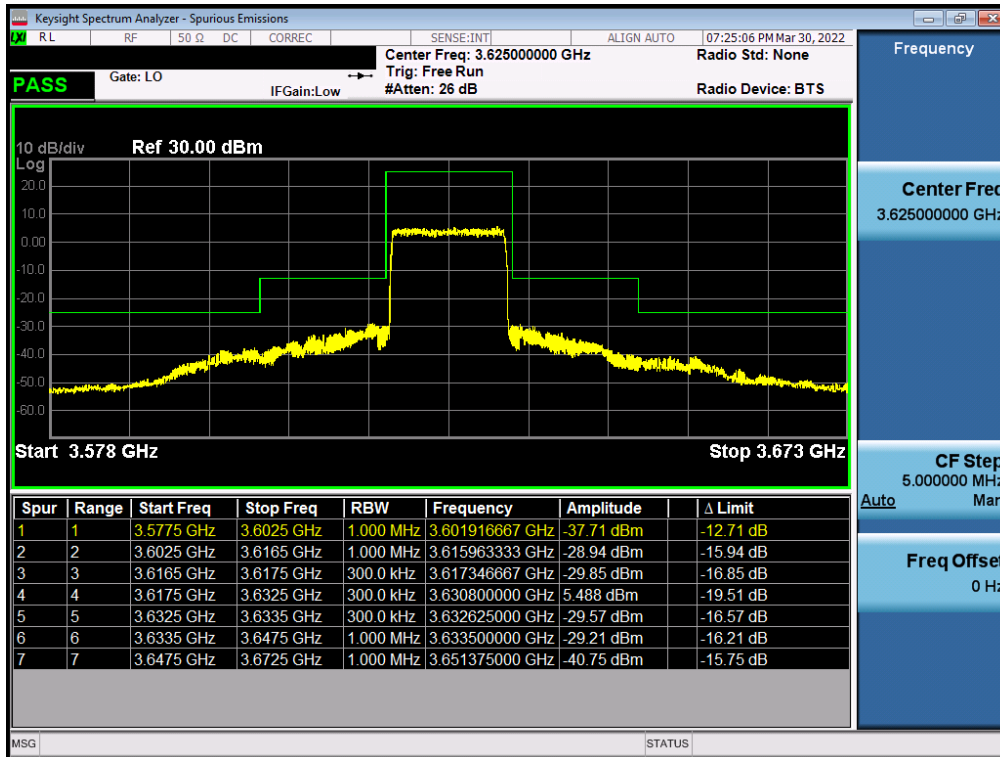 Keysight Spectrum Analyzer - Spurious Emissions
LXI RL RF 50 Ω DC CORREC SENSE:INT ALIGN AUTO 07:25:06 PM Mar 30, 2022
Center Freq: 3.625000000 GHz Radio Std: None
PASS Gate: LO Trig: Free Run
IFGain:Low #Atten: 26 dB Radio Device: BTS
10 dB/div Ref 30.00 dBm
Log
20.0
10.0
0.00
-10.0
-20.0
-30.0
-40.0
-50.0
-60.0
Start 3.578 GHz Stop 3.673 GHz
Spur Range Start Freq Stop Freq RBW Frequency Amplitude Δ Limit
1 1 3.5775 GHz 3.6025 GHz 1.000 MHz 3.601916667 GHz -37.71 dBm -12.71 dB
2 2 3.6025 GHz 3.6165 GHz 1.000 MHz 3.615963333 GHz -28.94 dBm -15.94 dB
3 3 3.6165 GHz 3.6175 GHz 300.0 kHz 3.617346667 GHz -29.85 dBm -16.85 dB
4 4 3.6175 GHz 3.6325 GHz 300.0 kHz 3.630800000 GHz 5.488 dBm -19.51 dB
5 5 3.6325 GHz 3.6335 GHz 300.0 kHz 3.632625000 GHz -29.57 dBm -16.57 dB
6 6 3.6335 GHz 3.6475 GHz 1.000 MHz 3.633500000 GHz -29.21 dBm -16.21 dB
7 7 3.6475 GHz 3.6725 GHz 1.000 MHz 3.651375000 GHz -40.75 dBm -15.75 dB
MSG STATUS
Frequency
Center Freq
3.625000000 GHz
CF Step
5.000000 MHz
Auto Man
Freq Offset
0 Hz